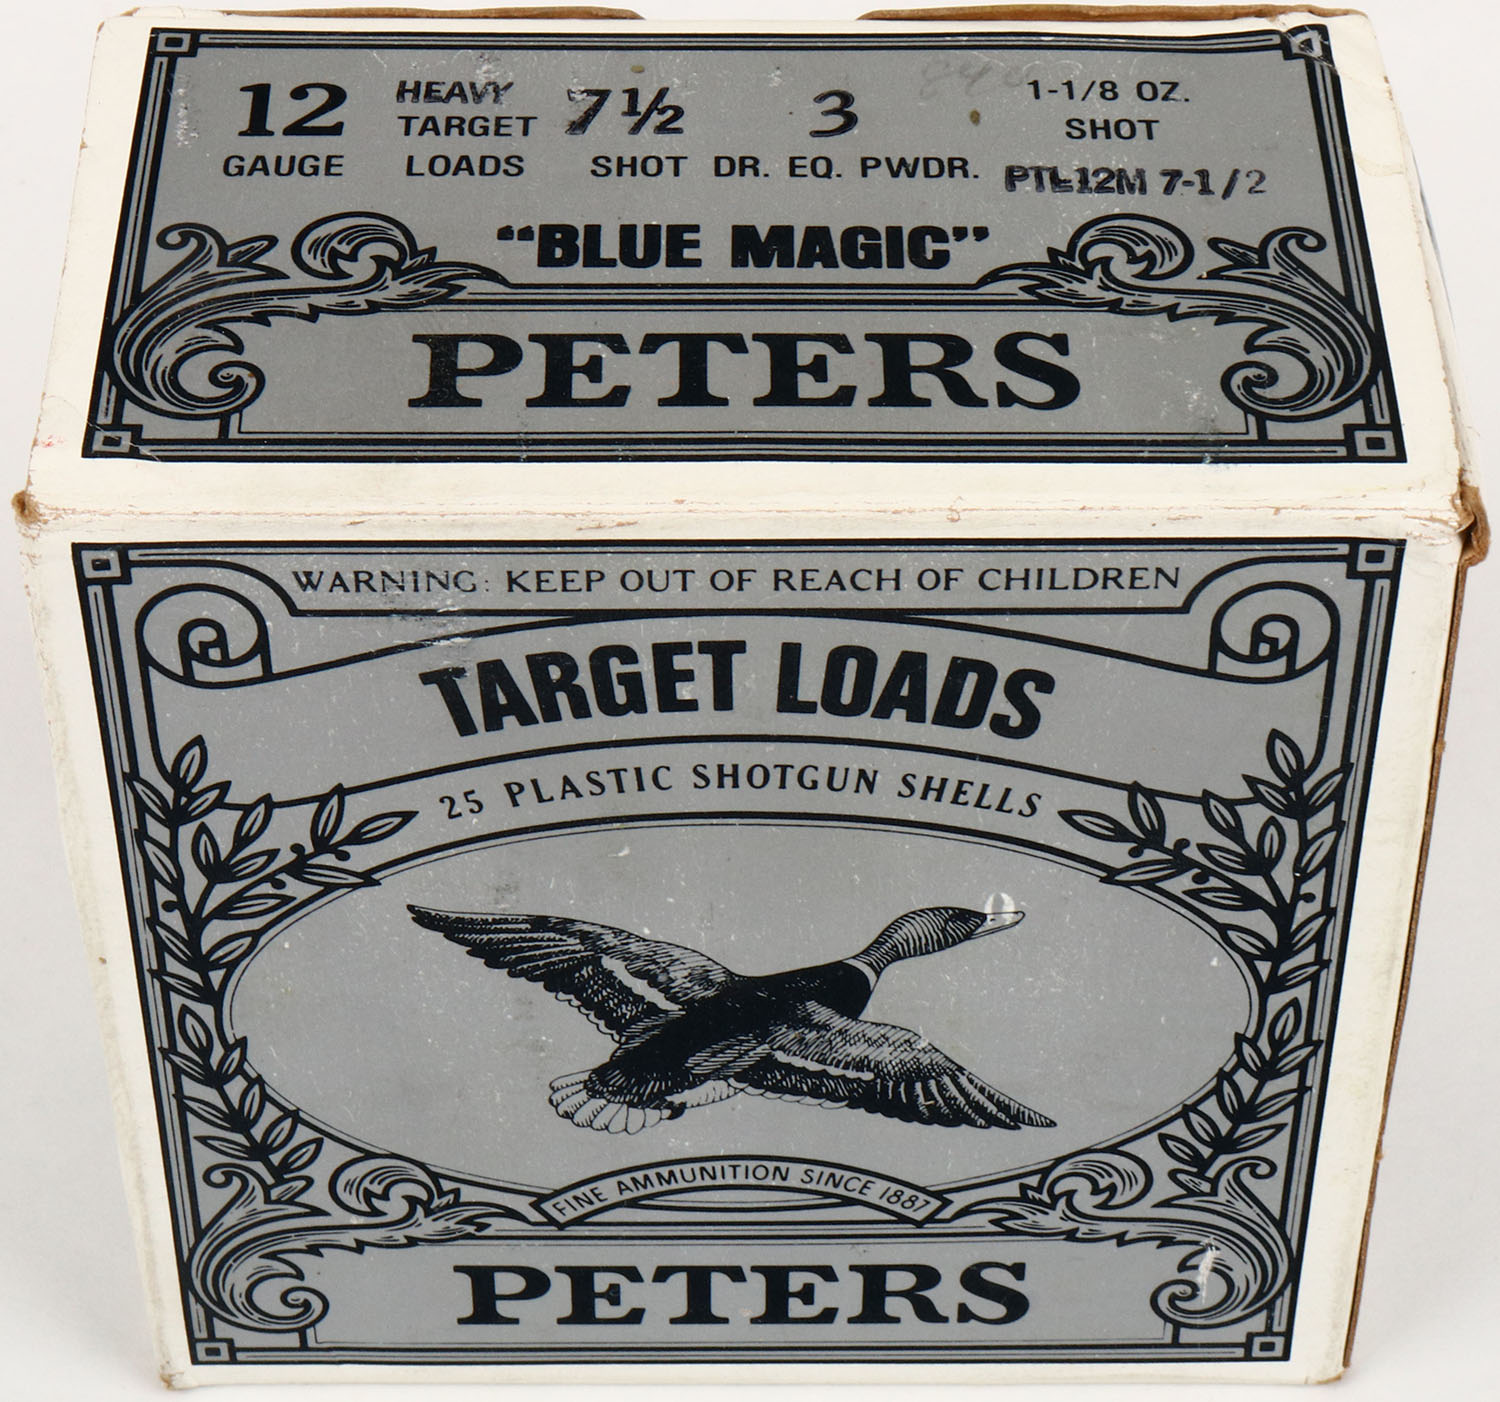 12 HEAVY 7½ 3 1-1/8 OZ.
TARGET SHOT
GAUGE LOADS SHOT DR. EQ. PWDR.
PTL12M 7-1/2
“BLUE MAGIC”
PETERS
WARNING: KEEP OUT OF REACH OF CHILDREN
TARGET LOADS
25 PLASTIC SHOTGUN SHELLS
FINE AMMUNITION SINCE 1887
PETERS